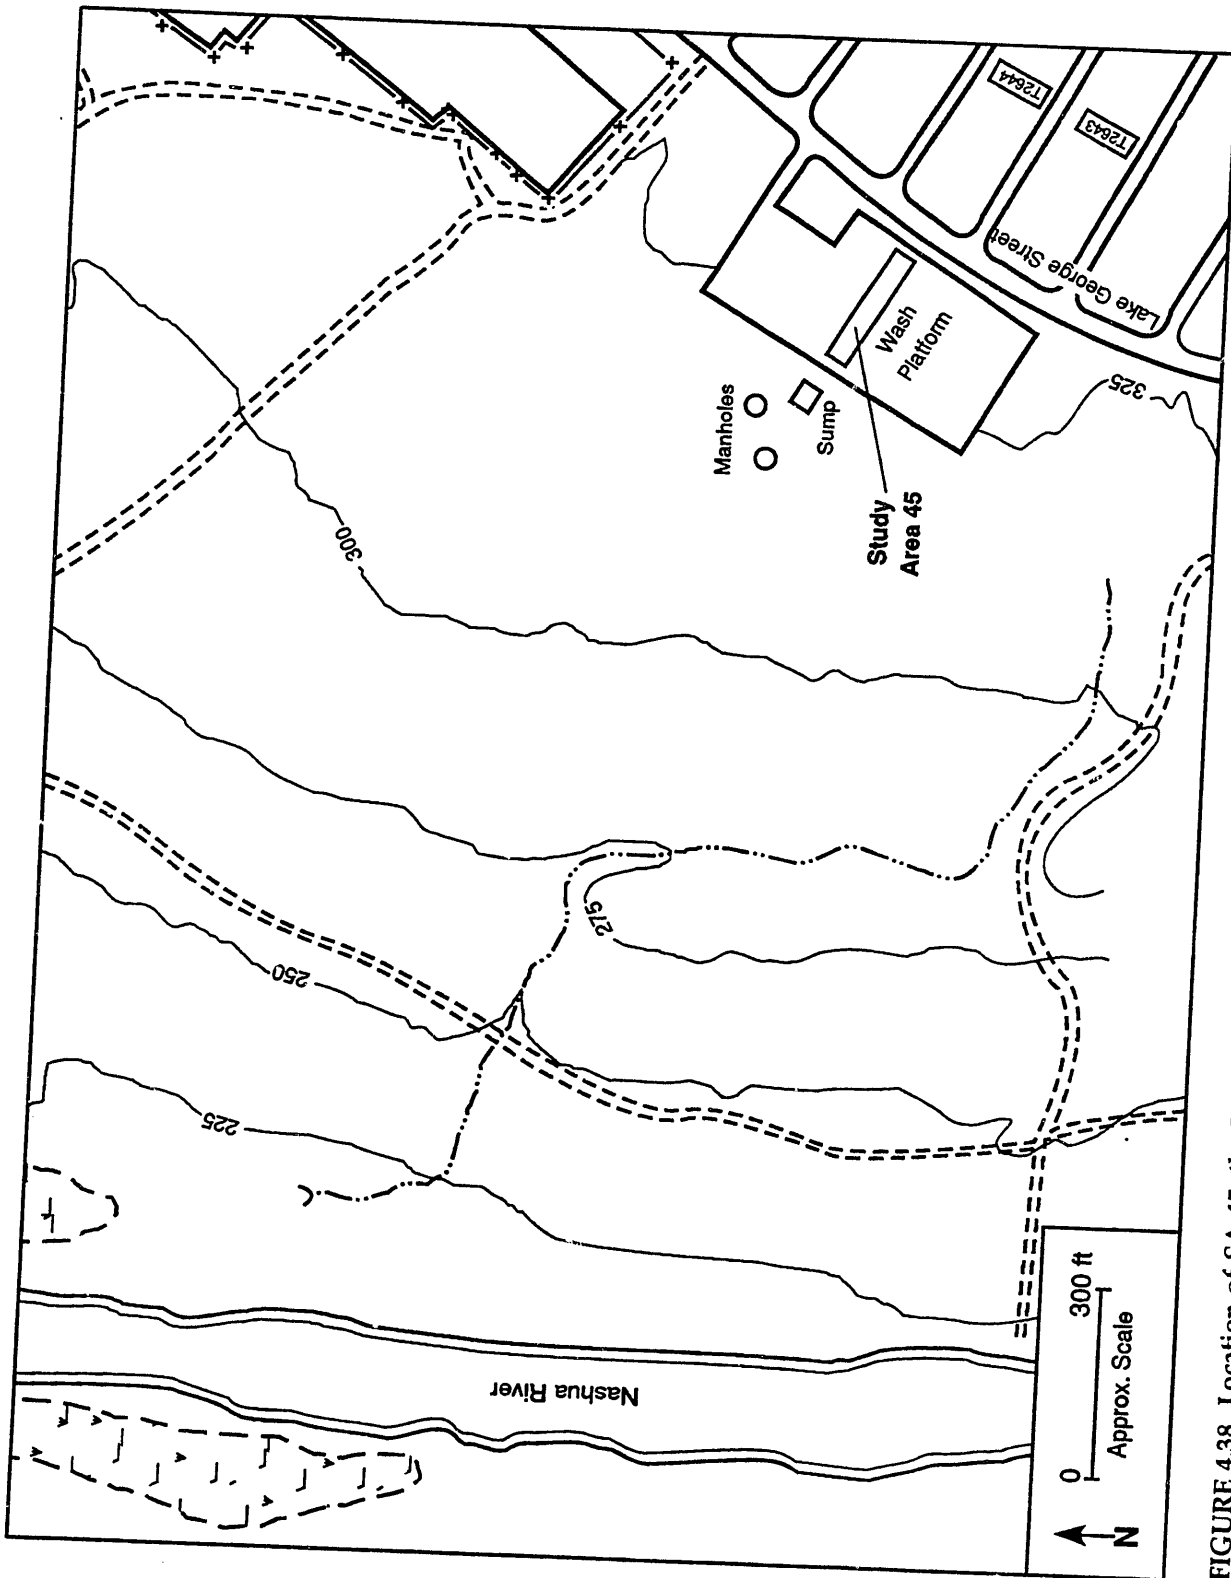 T2644
T2643
Lake George Street
Wash
Platform
Manholes
Sump
Study
Area 45
325
300
275
250
225
Nashua River
0 300 ft
Approx. Scale
N
FIGURE 4.38 Location of SA 45, the